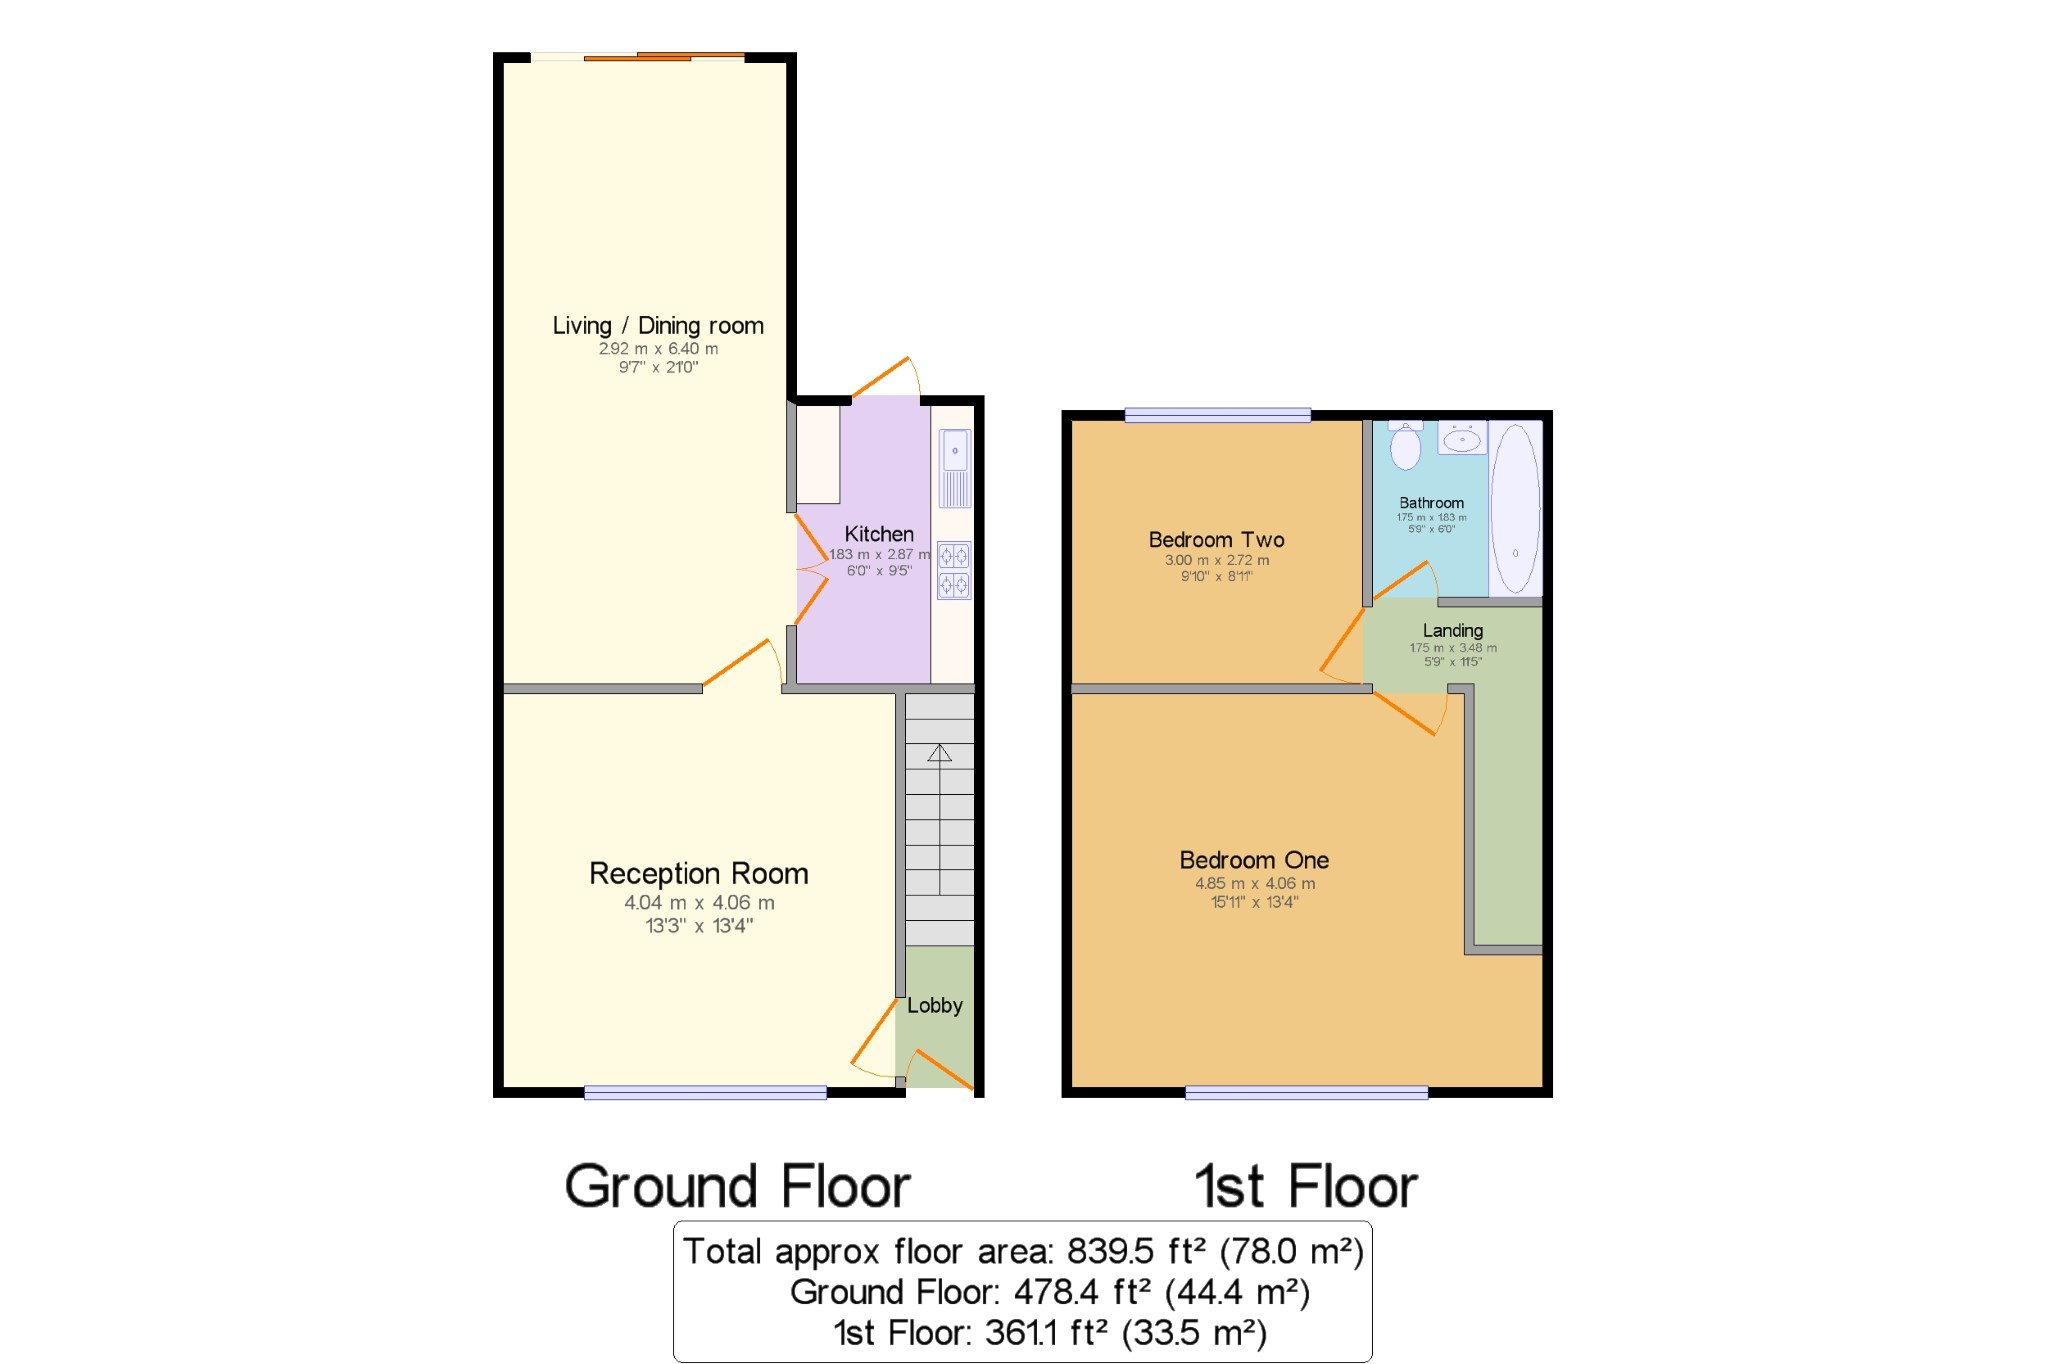 Living / Dining room
2.92 m x 6.40 m
9'7" x 21'0"
Kitchen
1.83 m x 2.87 m
6'0" x 9'5"
Reception Room
4.04 m x 4.06 m
13'3" x 13'4"
Lobby
Bathroom
1.75 m x 1.83 m
5'9" x 6'0"
Bedroom Two
3.00 m x 2.72 m
9'10" x 8'11"
Landing
1.75 m x 3.48 m
5'9" x 11'5"
Bedroom One
4.85 m x 4.06 m
15'11" x 13'4"
Ground Floor
1st Floor
Total approx floor area: 839.5 ft² (78.0 m²)
Ground Floor: 478.4 ft² (44.4 m²)
1st Floor: 361.1 ft² (33.5 m²)